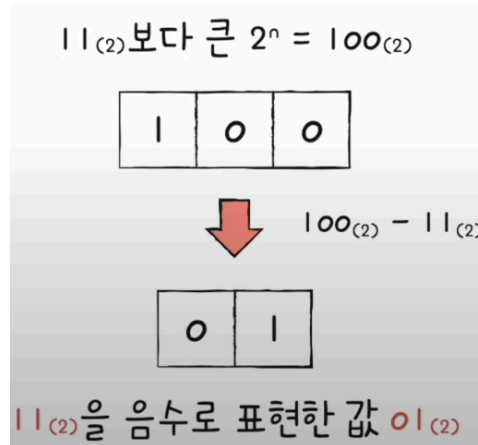 11(2)보다 큰 2ⁿ = 100(2)
1 0 0
100(2) - 11(2)
0 1
11(2)을 음수로 표현한 값 01(2)